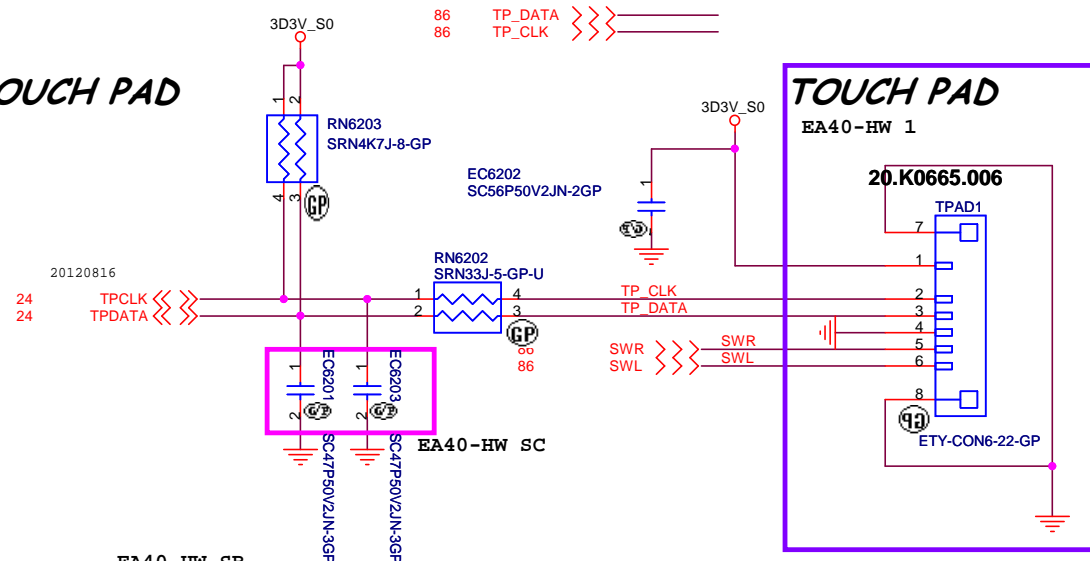 3D3V_S0
86 TP_DATA
86 TP_CLK
OUCH PAD
TOUCH PAD
EA40-HW 1
1 2
RN6203
SRN4K7J-8-GP
4 3
GP
3D3V_S0
EC6202
SC56P50V2JN-2GP
1
20.K0665.006
TPAD1
7
1
2
3
4
5
6
8
GP
ETY-CON6-22-GP
20120816
24 TPCLK
24 TPDATA
RN6202
SRN33J-5-GP-U
1 4
2 3
GP
TP_CLK
TP_DATA
86
SWR SWR
SWL SWL
EC6201
1
2
GP
SC47P50V2JN-3GP
EC6203
1
2
GP
SC47P50V2JN-3GP
EA40-HW SC